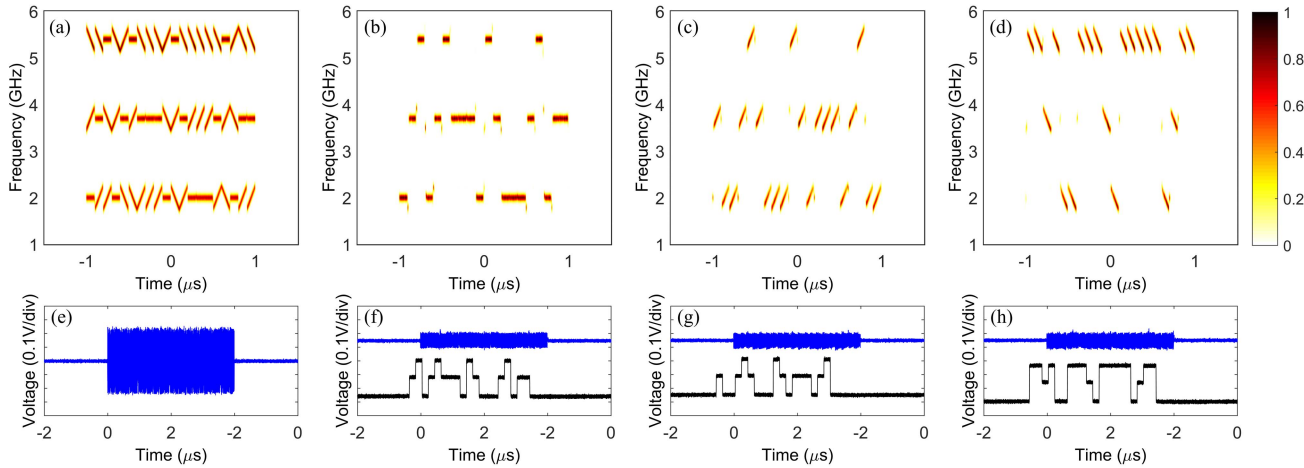 (a)
(b)
(c)
(d)
6
5
4
3
2
1
Frequency (GHz)
-1
0
1
Time (μs)
6
5
4
3
2
1
Frequency (GHz)
-1
0
1
Time (μs)
6
5
4
3
2
1
Frequency (GHz)
-1
0
1
Time (μs)
6
5
4
3
2
1
Frequency (GHz)
-1
0
1
Time (μs)
1
0.8
0.6
0.4
0.2
0
(e)
(f)
(g)
(h)
Voltage (0.1V/div)
-2
0
2
-2
0
Time (μs)
Voltage (0.1V/div)
-2
0
2
-2
0
Time (μs)
Voltage (0.1V/div)
-2
0
2
-2
0
Time (μs)
Voltage (0.1V/div)
-2
0
2
-2
0
Time (μs)